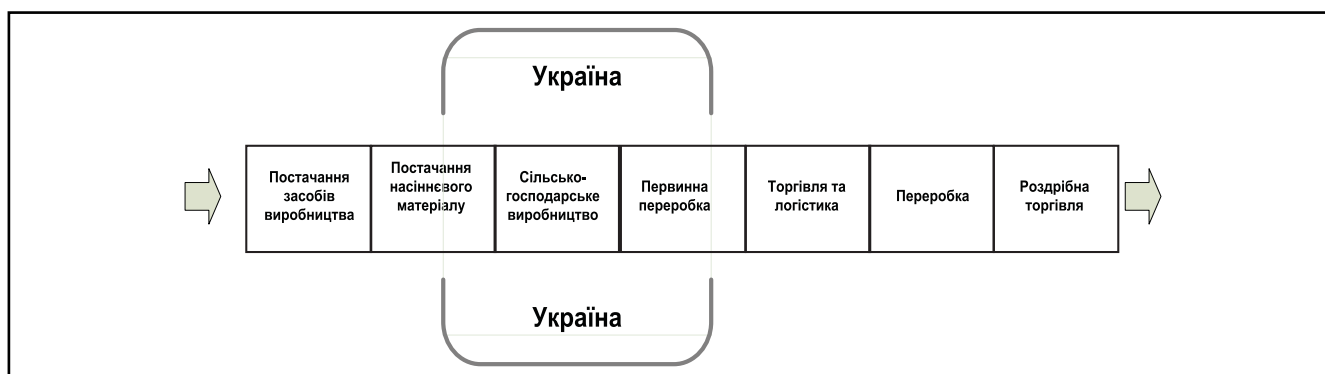 Україна
Постачання
засобів
виробництва
Постачання
насіннєвого
матеріалу
Сільсько-
господарське
виробництво
Первинна
переробка
Торгівля та
логістика
Переробка
Роздрібна
торгівля
Україна